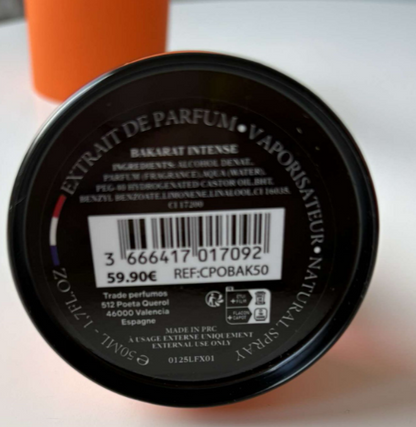 EXTRAIT DE PARFUM • VAPORISATEUR • NATURAL SPRAY
℮50ML. 1,7FL.OZ
BAKARAT INTENSE
INGREDIENTS: ALCOHOL DENAT.,
PARFUM (FRAGRANCE), AQUA (WATER),
PEG-40 HYDROGENATED CASTOR OIL, BHT,
BENZYL BENZOATE, LIMONENE, LINALOOL, CI 16035,
CI 17200
3 666417 017092
59.90€ REF:CPOBAK50
Trade perfumos
512 Poeta Querol
46000 Valencia
Espagne
MADE IN PRC
À USAGE EXTERNE UNIQUEMENT
EXTERNAL USE ONLY
0125LFX01